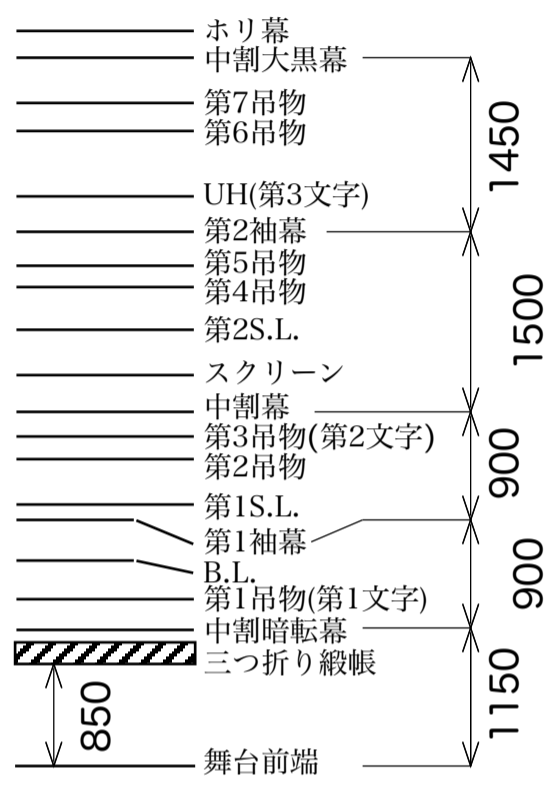 ホリ幕
中割大黒幕
第7吊物
第6吊物
UH(第3文字)
第2袖幕
第5吊物
第4吊物
第2S.L.
スクリーン
中割幕
第3吊物(第2文字)
第2吊物
第1S.L.
第1袖幕
B.L.
第1吊物(第1文字)
中割暗転幕
三つ折り緞帳
舞台前端
1450
1500
900
900
1150
850